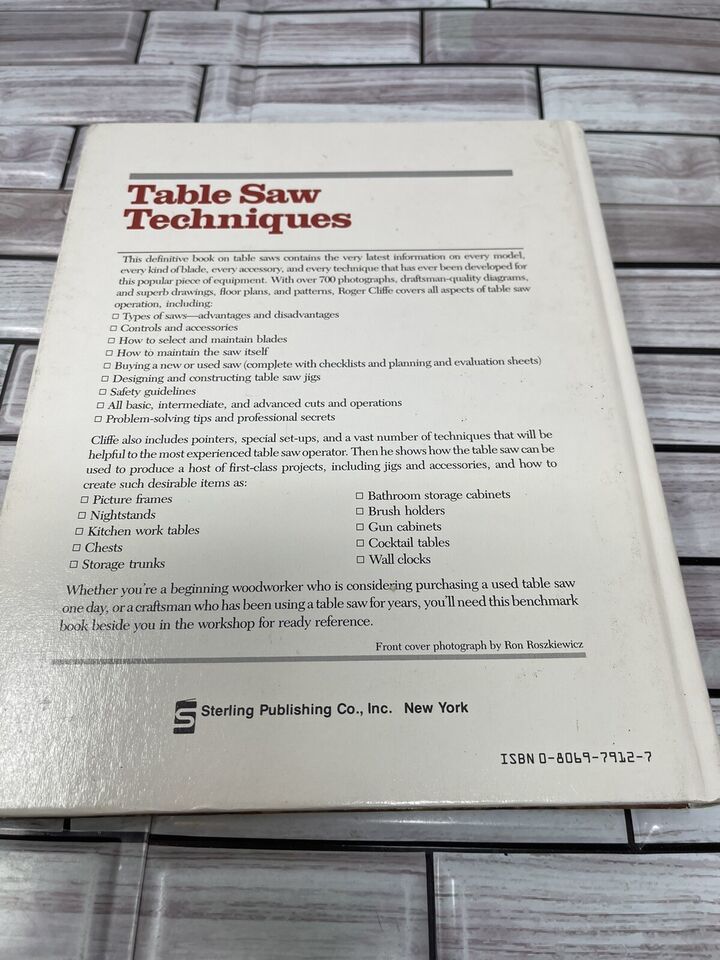 Table Saw
Techniques
This definitive book on table saws contains the very latest information on every model,
every kind of blade, every accessory, and every technique that has ever been developed for
this popular piece of equipment. With over 700 photographs, draftsman-quality diagrams,
and superb drawings, floor plans, and patterns, Roger Cliffe covers all aspects of table saw
operation, including:
□ Types of saws—advantages and disadvantages
□ Controls and accessories
□ How to select and maintain blades
□ How to maintain the saw itself
□ Buying a new or used saw (complete with checklists and planning and evaluation sheets)
□ Designing and constructing table saw jigs
□ Safety guidelines
□ All basic, intermediate, and advanced cuts and operations
□ Problem-solving tips and professional secrets
Cliffe also includes pointers, special set-ups, and a vast number of techniques that will be
helpful to the most experienced table saw operator. Then he shows how the table saw can be
used to produce a host of first-class projects, including jigs and accessories, and how to
create such desirable items as:
□ Picture frames
□ Nightstands
□ Kitchen work tables
□ Chests
□ Storage trunks
□ Bathroom storage cabinets
□ Brush holders
□ Gun cabinets
□ Cocktail tables
□ Wall clocks
Whether you're a beginning woodworker who is considering purchasing a used table saw
one day, or a craftsman who has been using a table saw for years, you'll need this benchmark
book beside you in the workshop for ready reference.
Front cover photograph by Ron Roszkiewicz
S Sterling Publishing Co., Inc. New York
ISBN 0-8069-7912-7